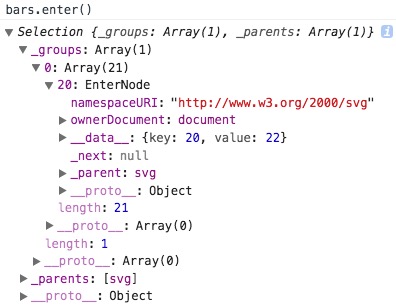 bars.enter()
▼ Selection {_groups: Array(1), _parents: Array(1)} i
▼ _groups: Array(1)
▼ 0: Array(21)
▼ 20: EnterNode
namespaceURI: "http://www.w3.org/2000/svg"
▶ ownerDocument: document
▶ __data__: {key: 20, value: 22}
_next: null
▶ _parent: svg
▶ __proto__: Object
length: 21
▶ __proto__: Array(0)
length: 1
▶ __proto__: Array(0)
▶ _parents: [svg]
▶ __proto__: Object